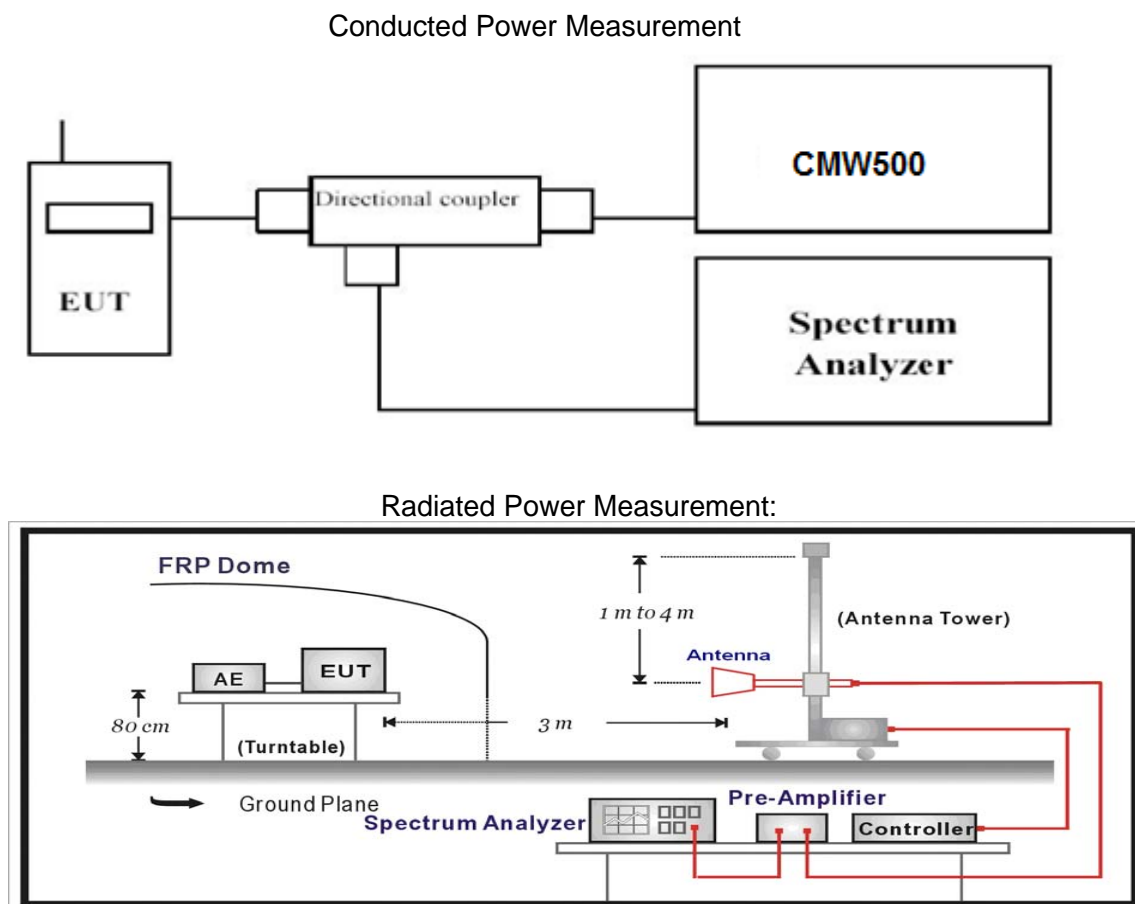 Conducted Power Measurement
CMW500
Directional coupler
EUT
Spectrum
Analyzer
Radiated Power Measurement:
FRP Dome
1 m to 4 m
(Antenna Tower)
Antenna
AE
EUT
80 cm
3 m
(Turntable)
Ground Plane
Pre-Amplifier
Spectrum Analyzer
Controller